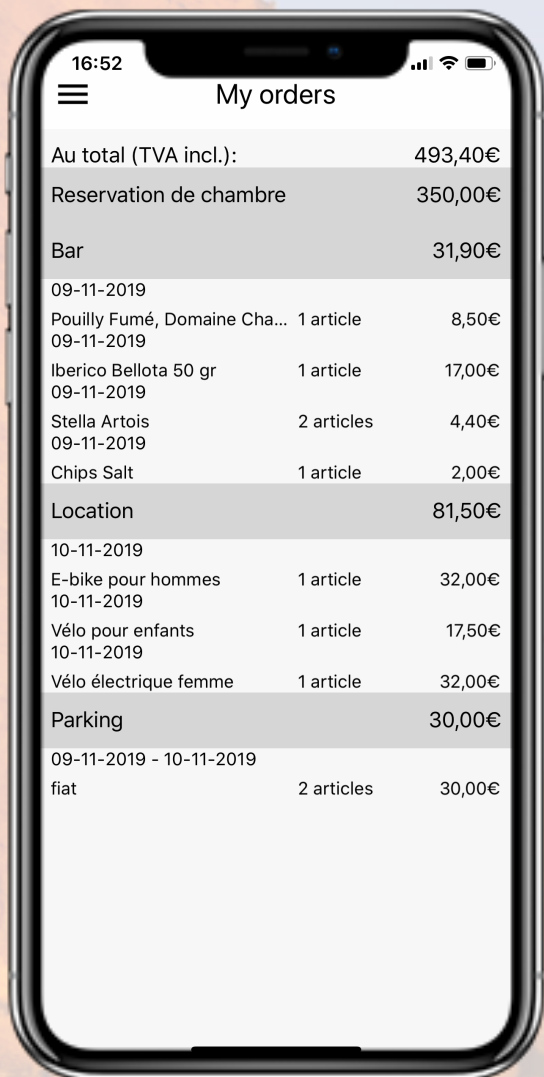 16:52
My orders
Au total (TVA incl.): 493,40€
Reservation de chambre 350,00€
Bar 31,90€
09-11-2019
Pouilly Fumé, Domaine Cha... 1 article 8,50€
09-11-2019
Iberico Bellota 50 gr 1 article 17,00€
09-11-2019
Stella Artois 2 articles 4,40€
09-11-2019
Chips Salt 1 article 2,00€
Location 81,50€
10-11-2019
E-bike pour hommes 1 article 32,00€
10-11-2019
Vélo pour enfants 1 article 17,50€
10-11-2019
Vélo électrique femme 1 article 32,00€
Parking 30,00€
09-11-2019 - 10-11-2019
fiat 2 articles 30,00€